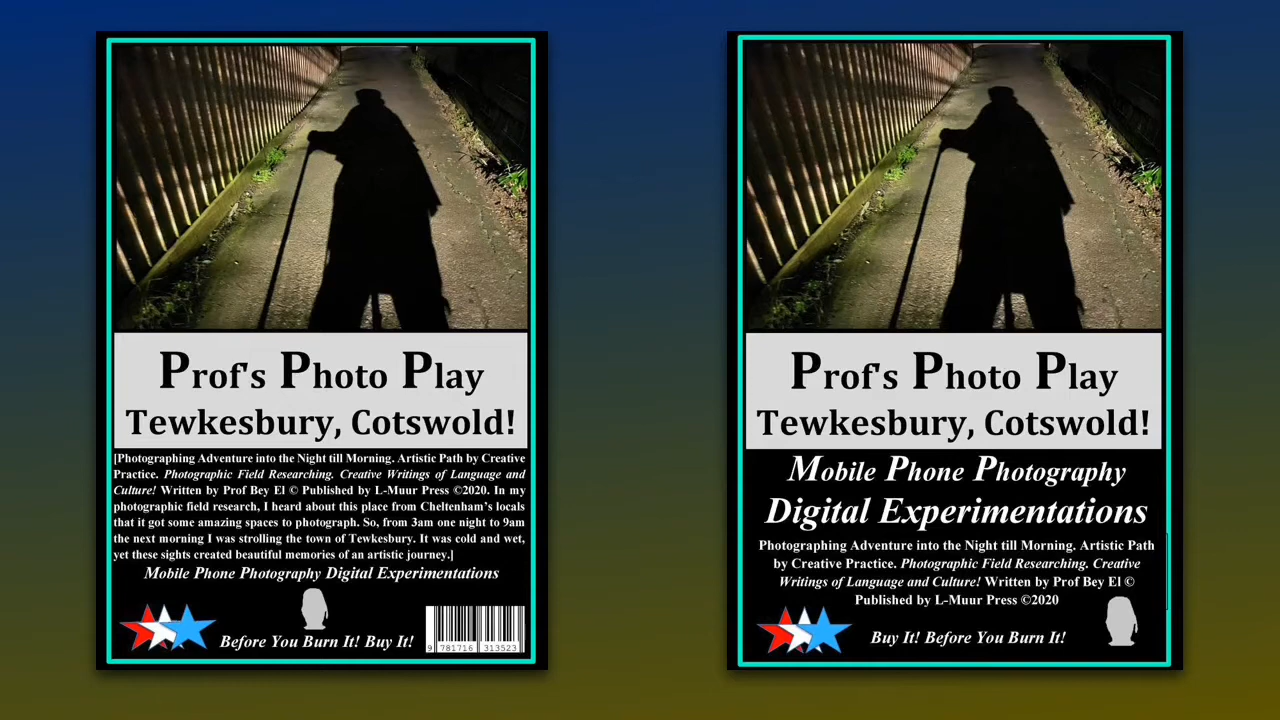 Prof's Photo Play
Tewkesbury, Cotswold!
[Photographing Adventure into the Night till Morning. Artistic Path by Creative
Practice. Photographic Field Researching. Creative Writings of Language and
Culture! Written by Prof Bey El © Published by L-Muur Press ©2020. In my
photographic field research, I heard about this place from Cheltenham's locals
that it got some amazing spaces to photograph. So, from 3am one night to 9am
the next morning I was strolling the town of Tewkesbury. It was cold and wet,
yet these sights created beautiful memories of an artistic journey.]
Mobile Phone Photography Digital Experimentations
Before You Burn It! Buy It!
9 781716 313523
Prof's Photo Play
Tewkesbury, Cotswold!
Mobile Phone Photography
Digital Experimentations
Photographing Adventure into the Night till Morning. Artistic Path
by Creative Practice. Photographic Field Researching. Creative
Writings of Language and Culture! Written by Prof Bey El ©
Published by L-Muur Press ©2020
Buy It! Before You Burn It!